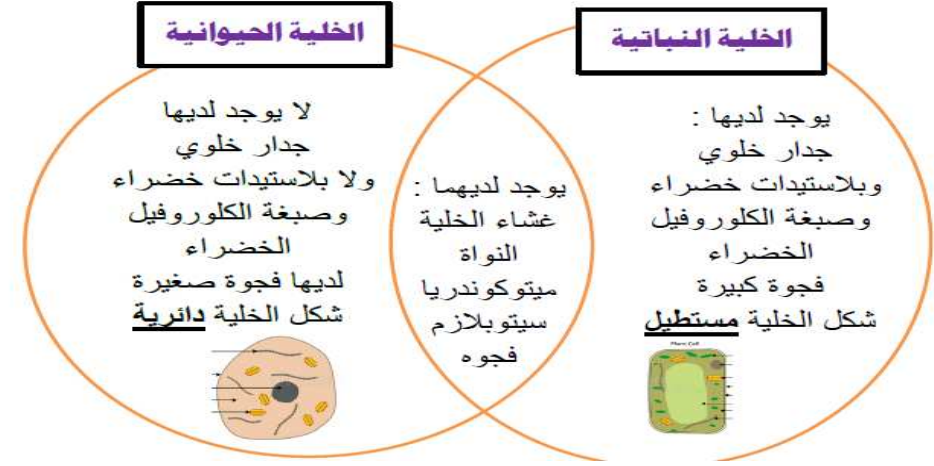 الخلية النباتية
يوجد لديها :
جدار خلوي
وبلاستيدات خضراء
وصبغة الكلوروفيل
الخضراء
فجوة كبيرة
شكل الخلية مستطيل
Plant Cell
يوجد لديهما :
غشاء الخلية
النواة
ميتوكوندريا
سيتوبلازم
فجوه
الخلية الحيوانية
لا يوجد لديها
جدار خلوي
ولا بلاستيدات خضراء
وصبغة الكلوروفيل
الخضراء
لديها فجوة صغيرة
شكل الخلية دائرية